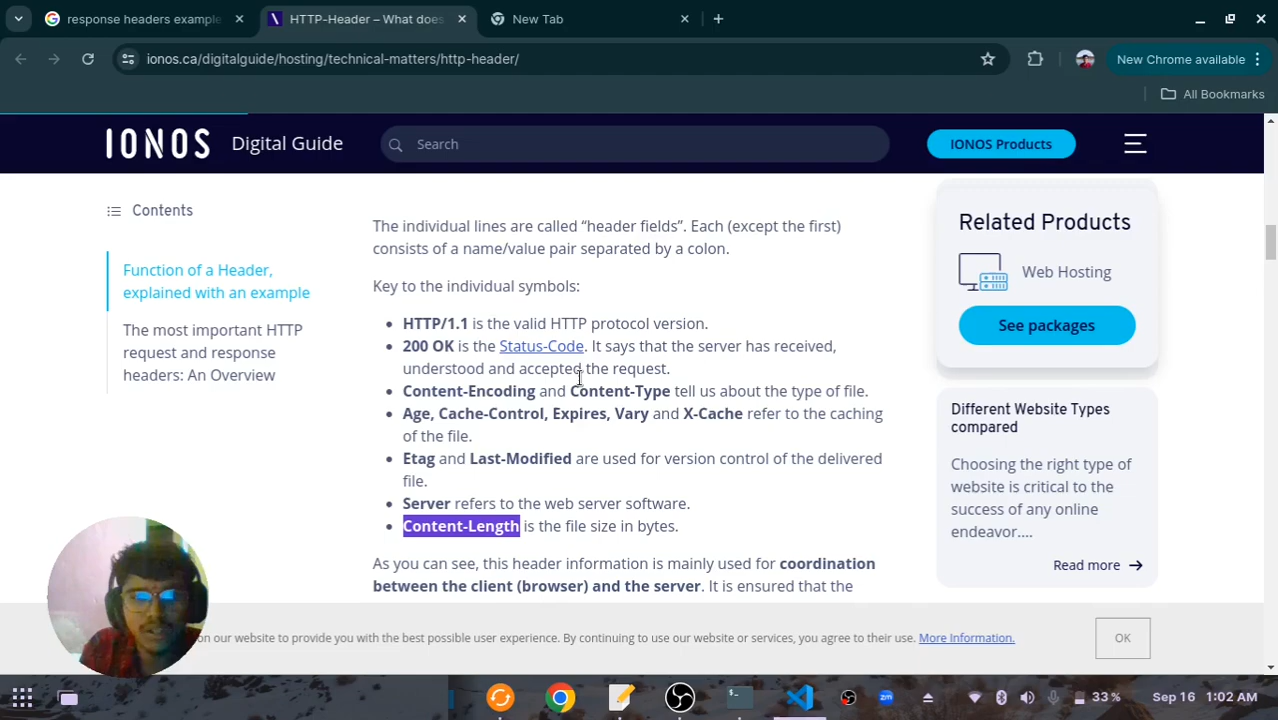 response headers example
HTTP-Header – What does
New Tab
ionos.ca/digitalguide/hosting/technical-matters/http-header/
New Chrome available
All Bookmarks
IONOS
Digital Guide
Search
IONOS Products
Contents
Function of a Header,
explained with an example
The most important HTTP
request and response
headers: An Overview
The individual lines are called “header fields”. Each (except the first)
consists of a name/value pair separated by a colon.
Key to the individual symbols:
HTTP/1.1 is the valid HTTP protocol version.
200 OK is the Status-Code. It says that the server has received,
understood and accepted the request.
Content-Encoding and Content-Type tell us about the type of file.
Age, Cache-Control, Expires, Vary and X-Cache refer to the caching
of the file.
Etag and Last-Modified are used for version control of the delivered
file.
Server refers to the web server software.
Content-Length is the file size in bytes.
As you can see, this header information is mainly used for coordination
between the client (browser) and the server. It is ensured that the
Related Products
Web Hosting
See packages
Different Website Types
compared
Choosing the right type of
website is critical to the
success of any online
endeavor....
Read more
on our website to provide you with the best possible user experience. By continuing to use our website or services, you agree to their use. More Information.
OK
33 %
Sep 16
1:02 AM